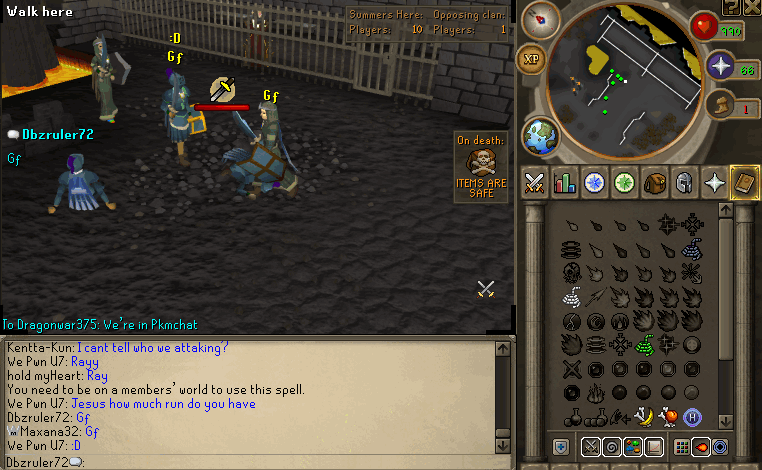 Walk here
Summers Here: Opposing clan:
Players: 10 Players: 1
:D
Gf
Gf
Dbzruler72
Gf
On death:
ITEMS ARE
SAFE
XP
990
66
1
To Dragonwar375: We're in Pkmchat
Kentta-Kun: I cant tell who we attaking?
We Pwn U7: Rayy
hold myHeart: Ray
You need to be on a members' world to use this spell.
We Pwn U7: Jesus how much run do you have
Dbzruler72: Gf
Maxana32: Gf
We Pwn U7: :D
Dbzruler72:
H